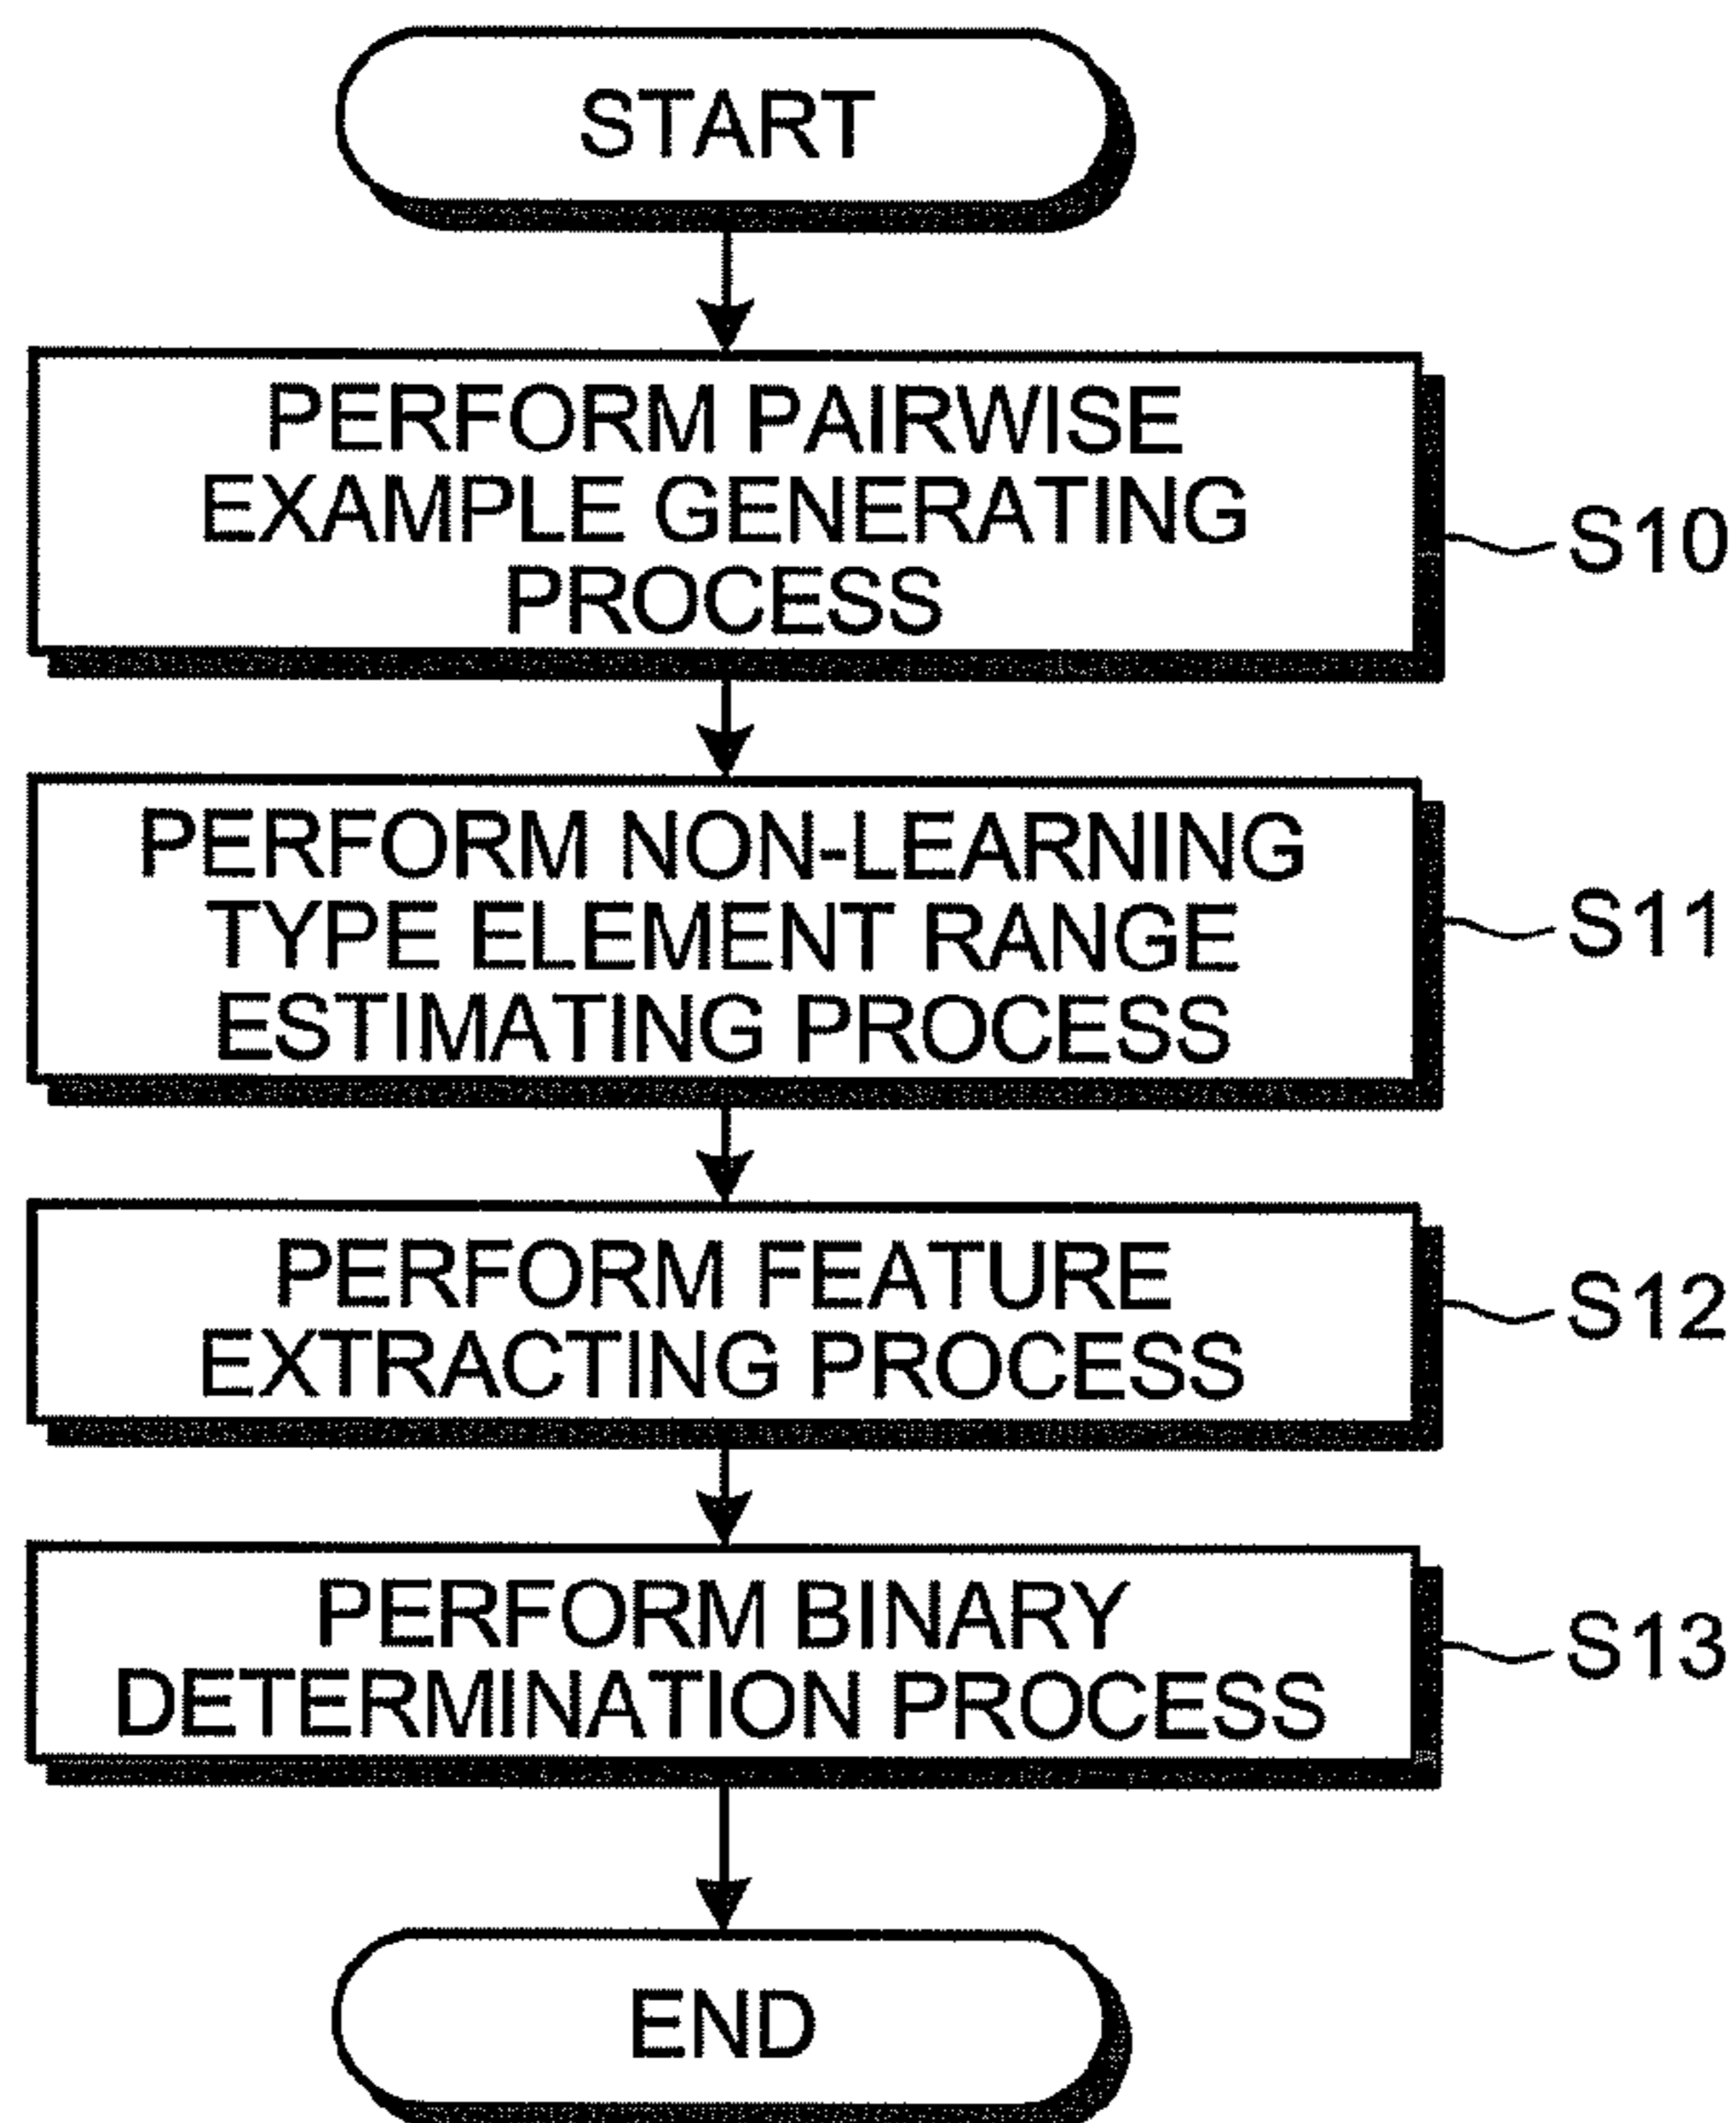 START
PERFORM PAIRWISE
EXAMPLE GENERATING
PROCESS
S10
PERFORM NON-LEARNING
TYPE ELEMENT RANGE
ESTIMATING PROCESS
S11
PERFORM FEATURE
EXTRACTING PROCESS
S12
PERFORM BINARY
DETERMINATION PROCESS
S13
END